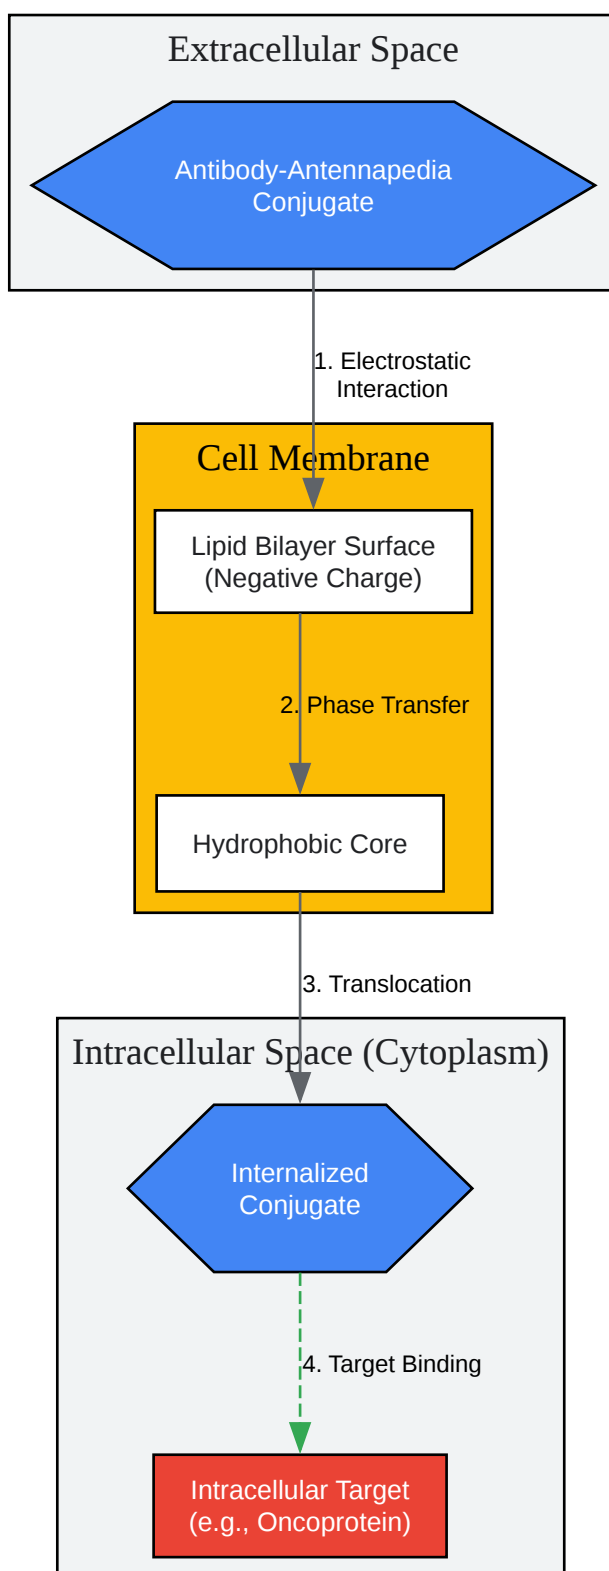 Extracellular Space
Antibody-Antennapedia
Conjugate
1. Electrostatic
Interaction
Cell Membrane
Lipid Bilayer Surface
(Negative Charge)
2. Phase Transfer
Hydrophobic Core
3. Translocation
Intracellular Space (Cytoplasm)
Internalized
Conjugate
4. Target Binding
Intracellular Target
(e.g., Oncoprotein)